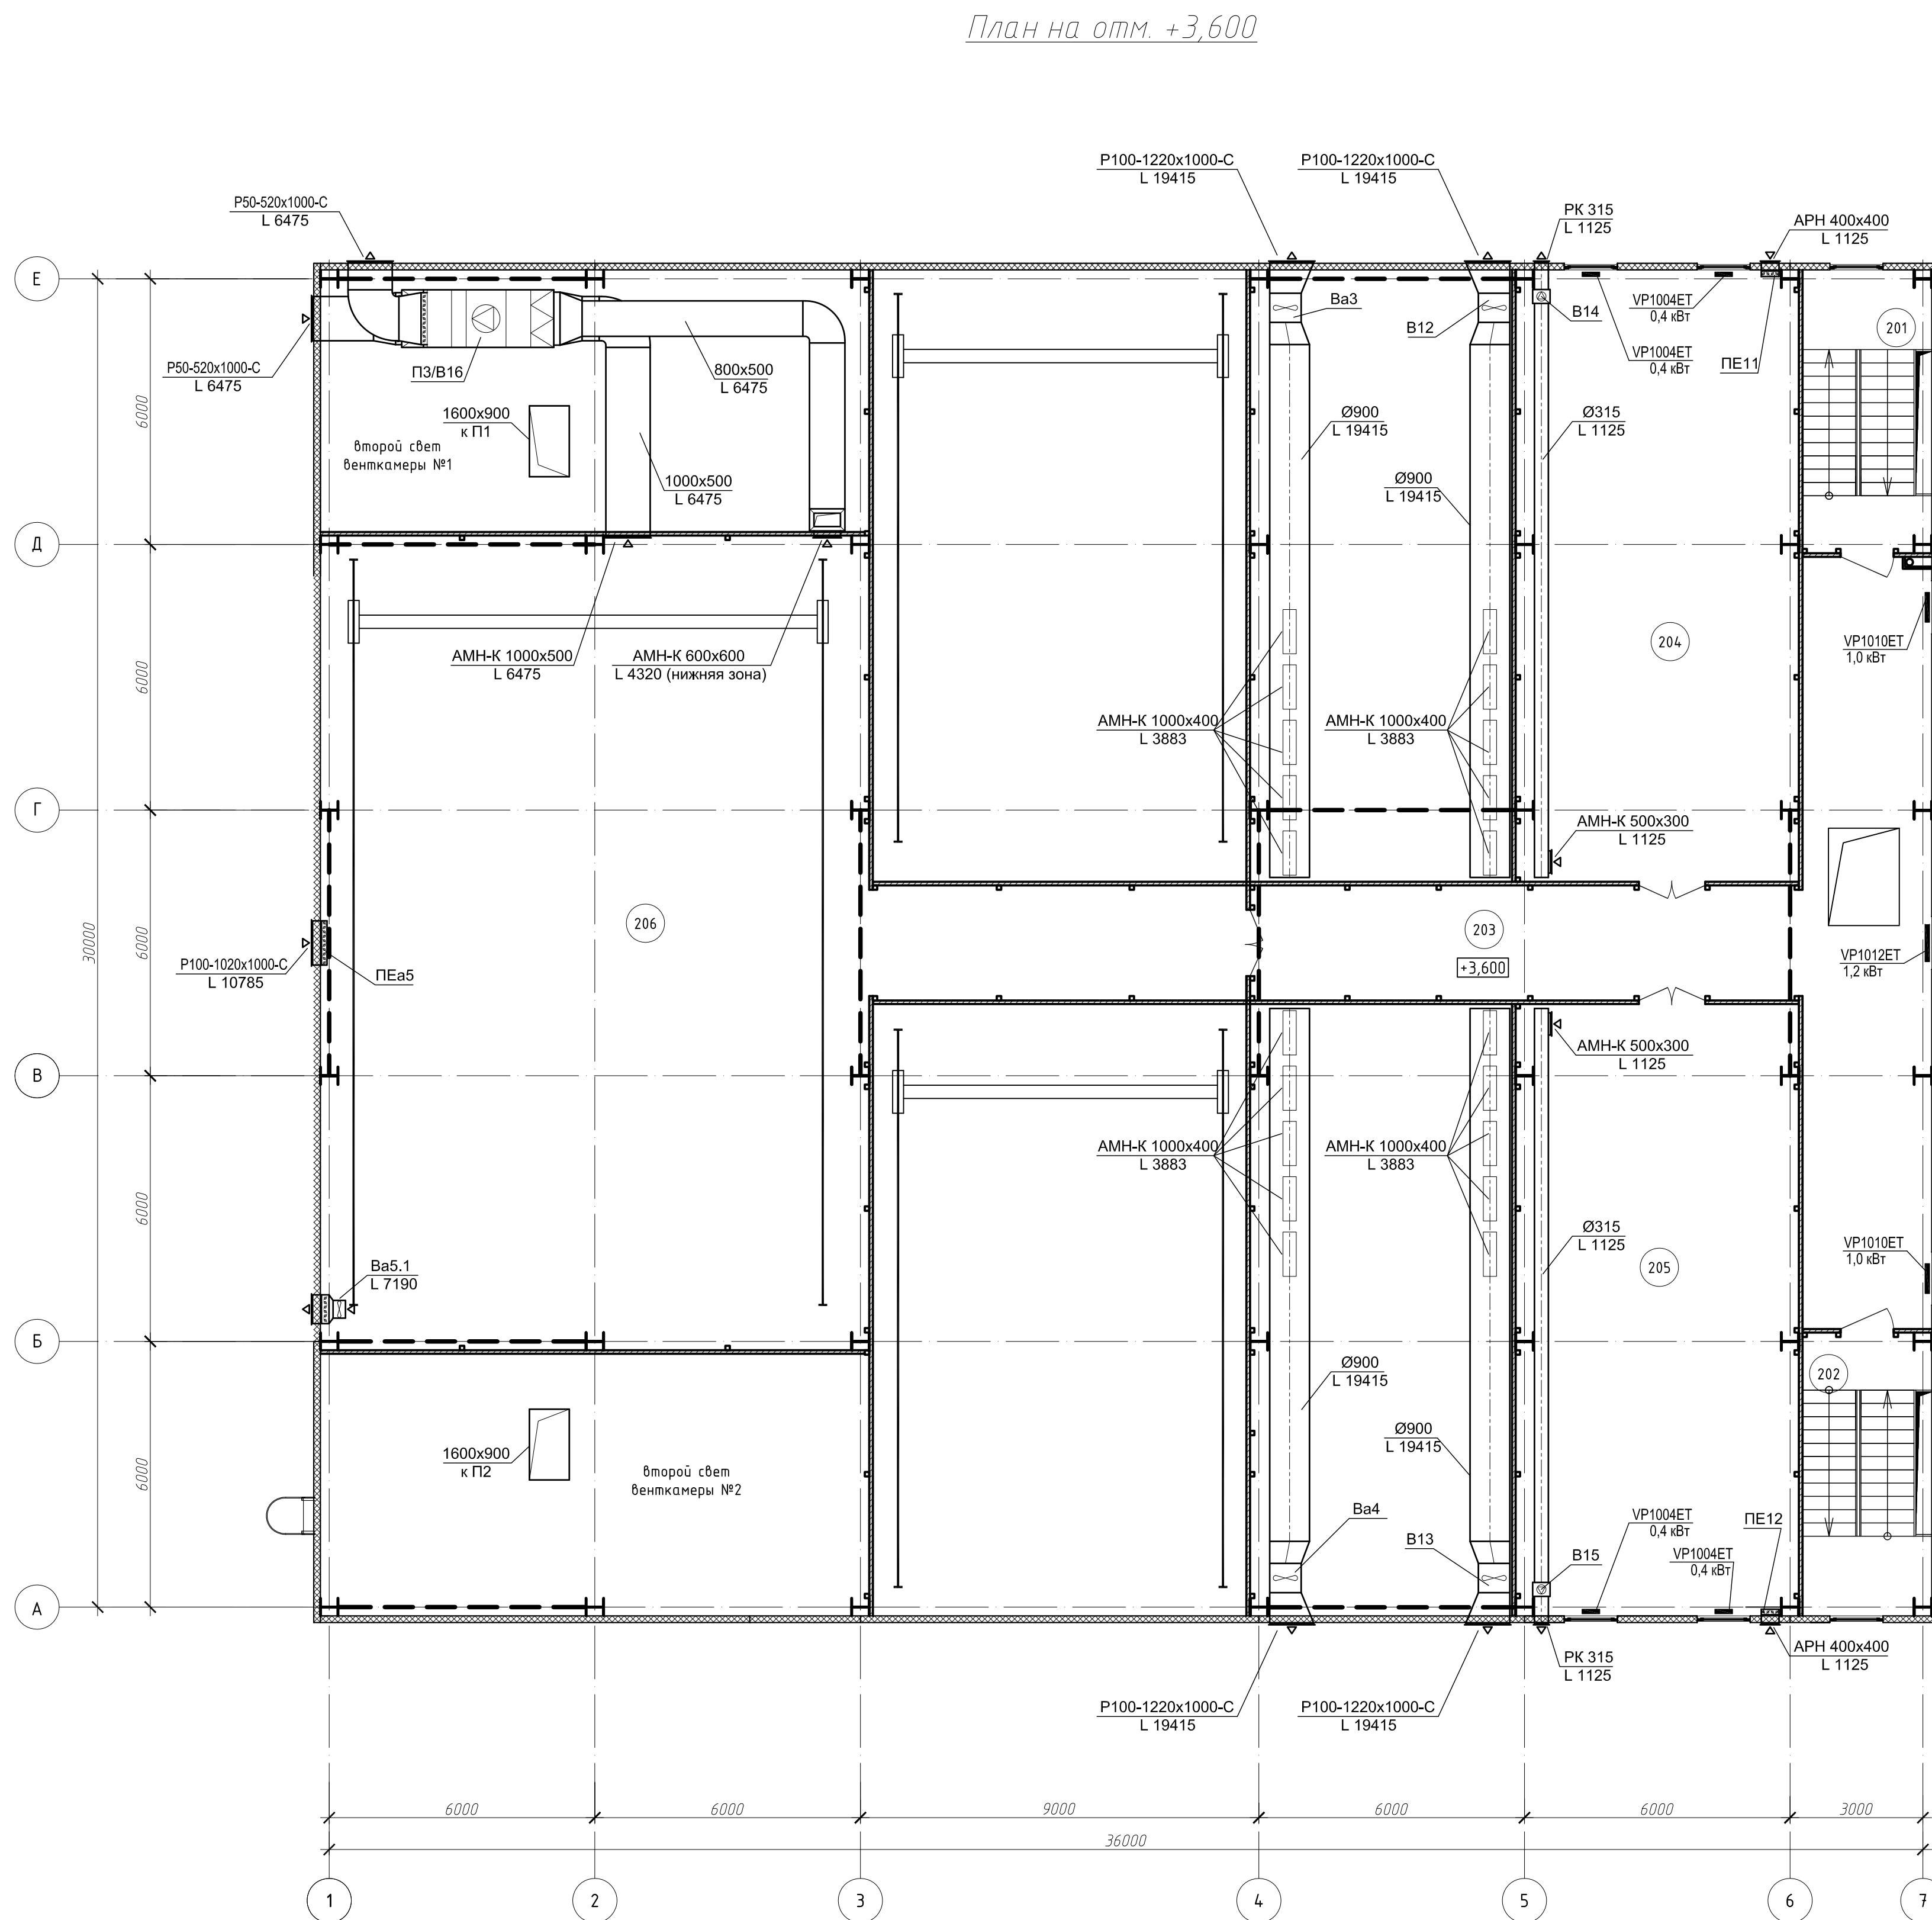 План на отм. +3,600
Р100-1220х1000-С
L 19415
Р100-1220х1000-С
L 19415
Р50-520х1000-С
L 6475
РК 315
L 1125
АРН 400х400
L 1125
Е
Ва3
В12
В14
VP1004ET
0,4 кВт
201
Р50-520х1000-С
L 6475
П3/В16
800х500
L 6475
VP1004ET
0,4 кВт
ПЕ11
6000
1600х900
к П1
Ø900
L 19415
Ø315
L 1125
второй свет
венткамеры №1
1000х500
L 6475
Ø900
L 19415
Д
АМН-К 1000х500
L 6475
АМН-К 600х600
L 4320 (нижняя зона)
204
VP1010ET
1,0 кВт
6000
АМН-К 1000х400
L 3883
АМН-К 1000х400
L 3883
Г
АМН-К 500х300
L 1125
30000
6000
206
203
+3,600
Р100-1020х1000-С
L 10785
ПЕа5
VP1012ET
1,2 кВт
В
АМН-К 500х300
L 1125
АМН-К 1000х400
L 3883
АМН-К 1000х400
L 3883
6000
Ø315
L 1125
205
VP1010ET
1,0 кВт
Ва5.1
L 7190
Б
Ø900
L 19415
202
1600х900
к П2
второй свет
венткамеры №2
Ø900
L 19415
6000
Ва4
В13
В15
VP1004ET
0,4 кВт
VP1004ET
0,4 кВт
ПЕ12
А
РК 315
L 1125
АРН 400х400
L 1125
Р100-1220х1000-С
L 19415
Р100-1220х1000-С
L 19415
6000
6000
9000
6000
6000
3000
36000
1
2
3
4
5
6
7